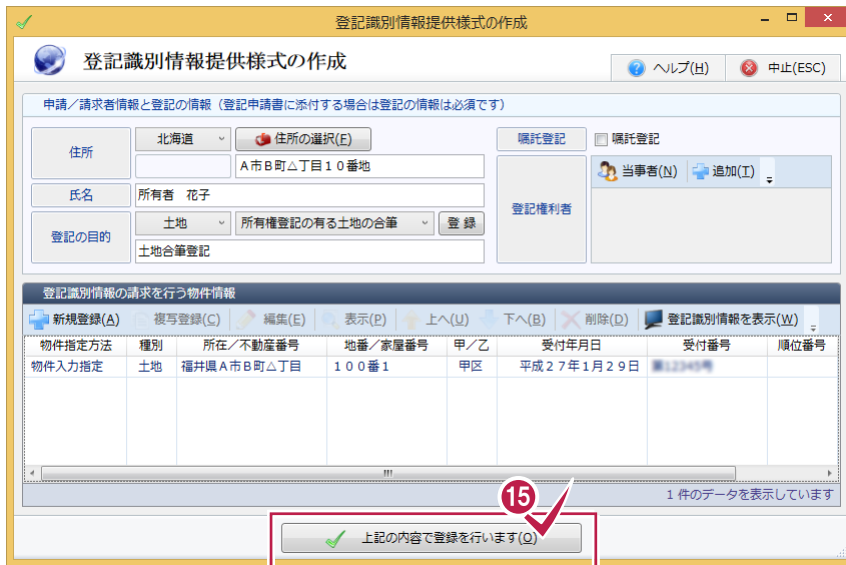 登記識別情報提供様式の作成
登記識別情報提供様式の作成
ヘルプ(H) 中止(ESC)
申請／請求者情報と登記の情報（登記申請書に添付する場合は登記の情報は必須です）
住所 北海道 住所の選択(F) 嘱託登記 嘱託登記
A市B町△丁目１０番地 当事者(N) 追加(T)
氏名 所有者　花子 登記権利者
登記の目的 土地 所有権登記の有る土地の合筆 登 録
土地合筆登記
登記識別情報の請求を行う物件情報
新規登録(A) 複写登録(C) 編集(E) 表示(P) 上へ(U) 下へ(B) 削除(D) 登記識別情報を表示(W)
物件指定方法 種別 所在／不動産番号 地番／家屋番号 甲／乙 受付年月日 受付番号 順位番号
物件入力指定 土地 福井県A市B町△丁目 １００番1 甲区 平成２７年１月２９日
1 件のデータを表示しています
⑮
上記の内容で登録を行います(O)